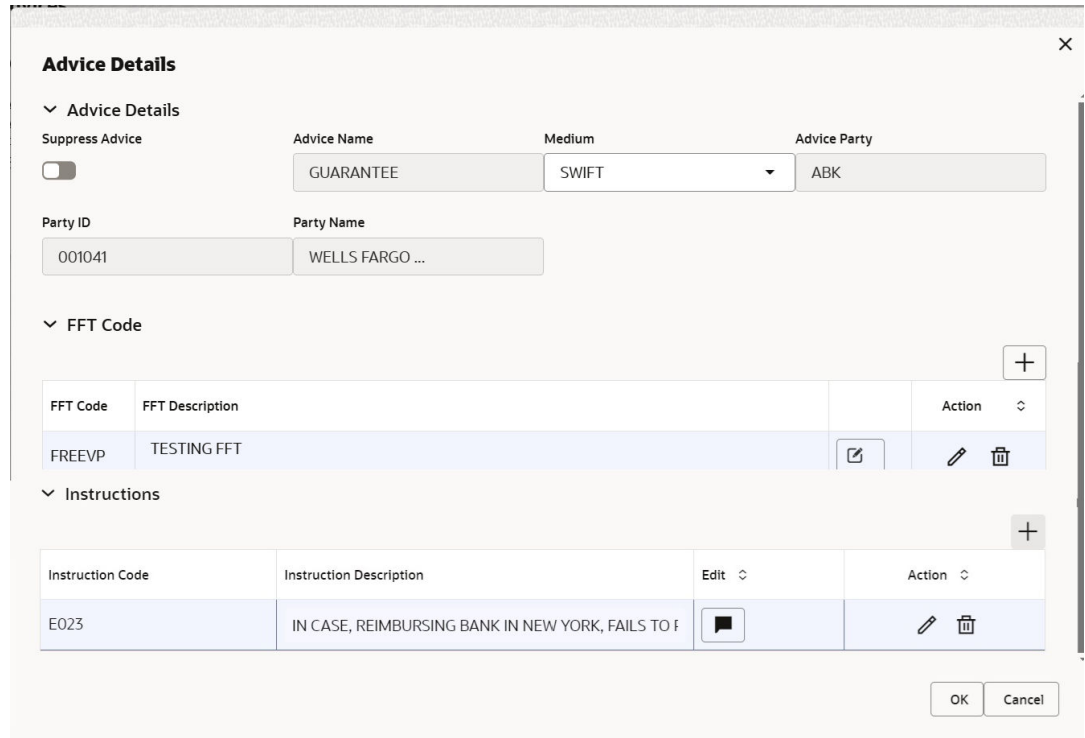 Advice Details
Advice Details
Suppress Advice Advice Name Medium Advice Party
GUARANTEE SWIFT ABK
Party ID Party Name
001041 WELLS FARGO ...
FFT Code
FFT Code FFT Description Action
FREEVP TESTING FFT
Instructions
Instruction Code Instruction Description Edit Action
E023 IN CASE, REIMBURSING BANK IN NEW YORK, FAILS TO
OK Cancel